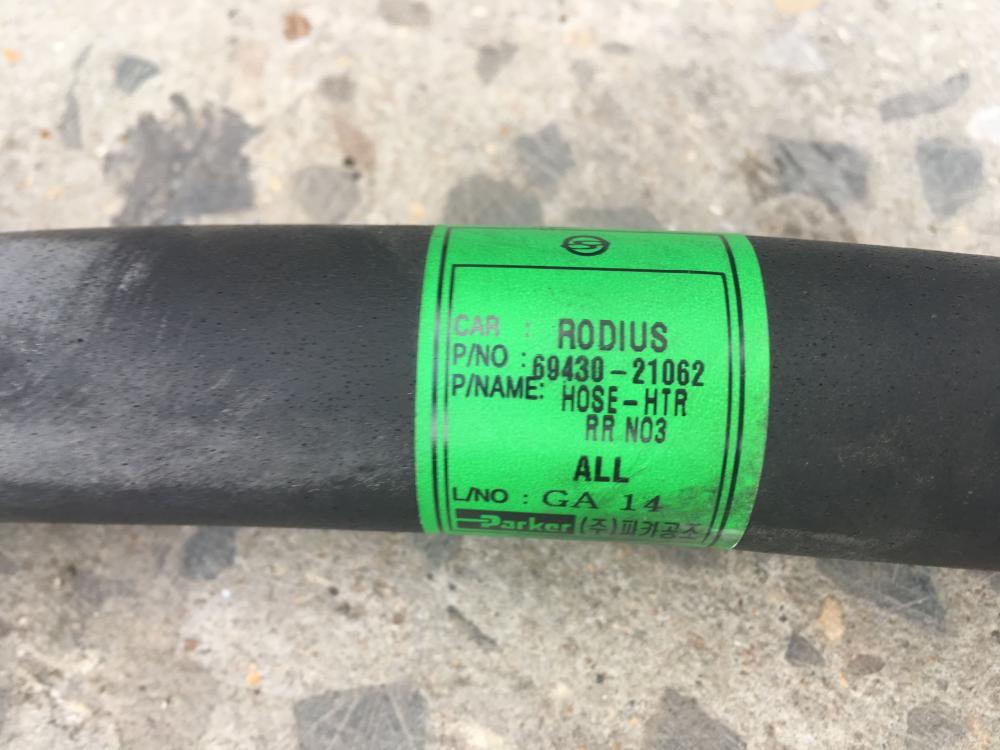 CAR : RODIUS
P/NO : 69430-21062
P/NAME: HOSE-HTR
RR NO3
ALL
L/NO : GA 14
Parker (주)파카공조